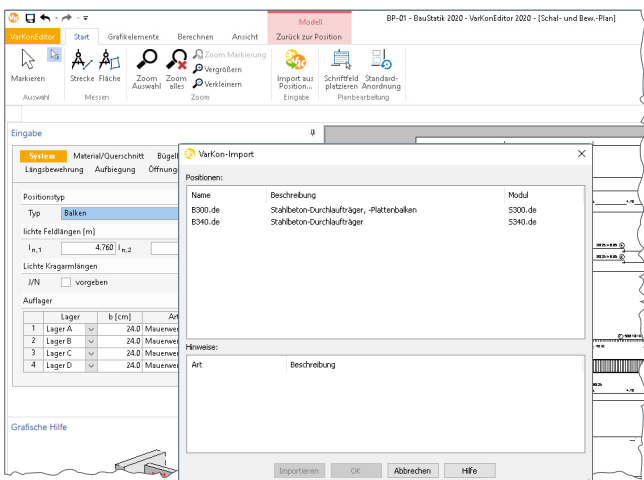 BP-01 - BauStatik 2020 - VarKonEditor 2020 - [Schal- und Bew.-Plan]
Modell
VarKonEditor Start Grafikelemente Berechnen Ansicht Zurück zur Position
Markieren
Strecke Fläche
Zoom Auswahl
Zoom alles
Zoom Markierung
Vergrößern
Verkleinern
Import aus Position...
Schriftfeld platzieren
Standard-Anordnung
Auswahl Messen Zoom Eingabe Planbearbeitung
Eingabe
System Material/Querschnitt Bügelb
Längsbewehrung Aufbiegung Öffnung
Positionstyp
Typ Balken
lichte Feldlängen [m]
l n,1 4.760 l n,2
Lichte Kragarmlängen
J/N vorgeben
Auflager
Lager b [cm] Art
1 Lager A 24.0 Mauerwer
2 Lager B 24.0 Mauerwer
3 Lager C 24.0 Mauerwer
4 Lager D 24.0 Mauerwer
Grafische Hilfe
VarKon-Import
Positionen:
Name Beschreibung Modul
B300.de Stahlbeton-Durchlaufträger, -Plattenbalken S300.de
B340.de Stahlbeton-Durchlaufträger S340.de
Hinweise:
Art Beschreibung
Importieren OK Abbrechen Hilfe